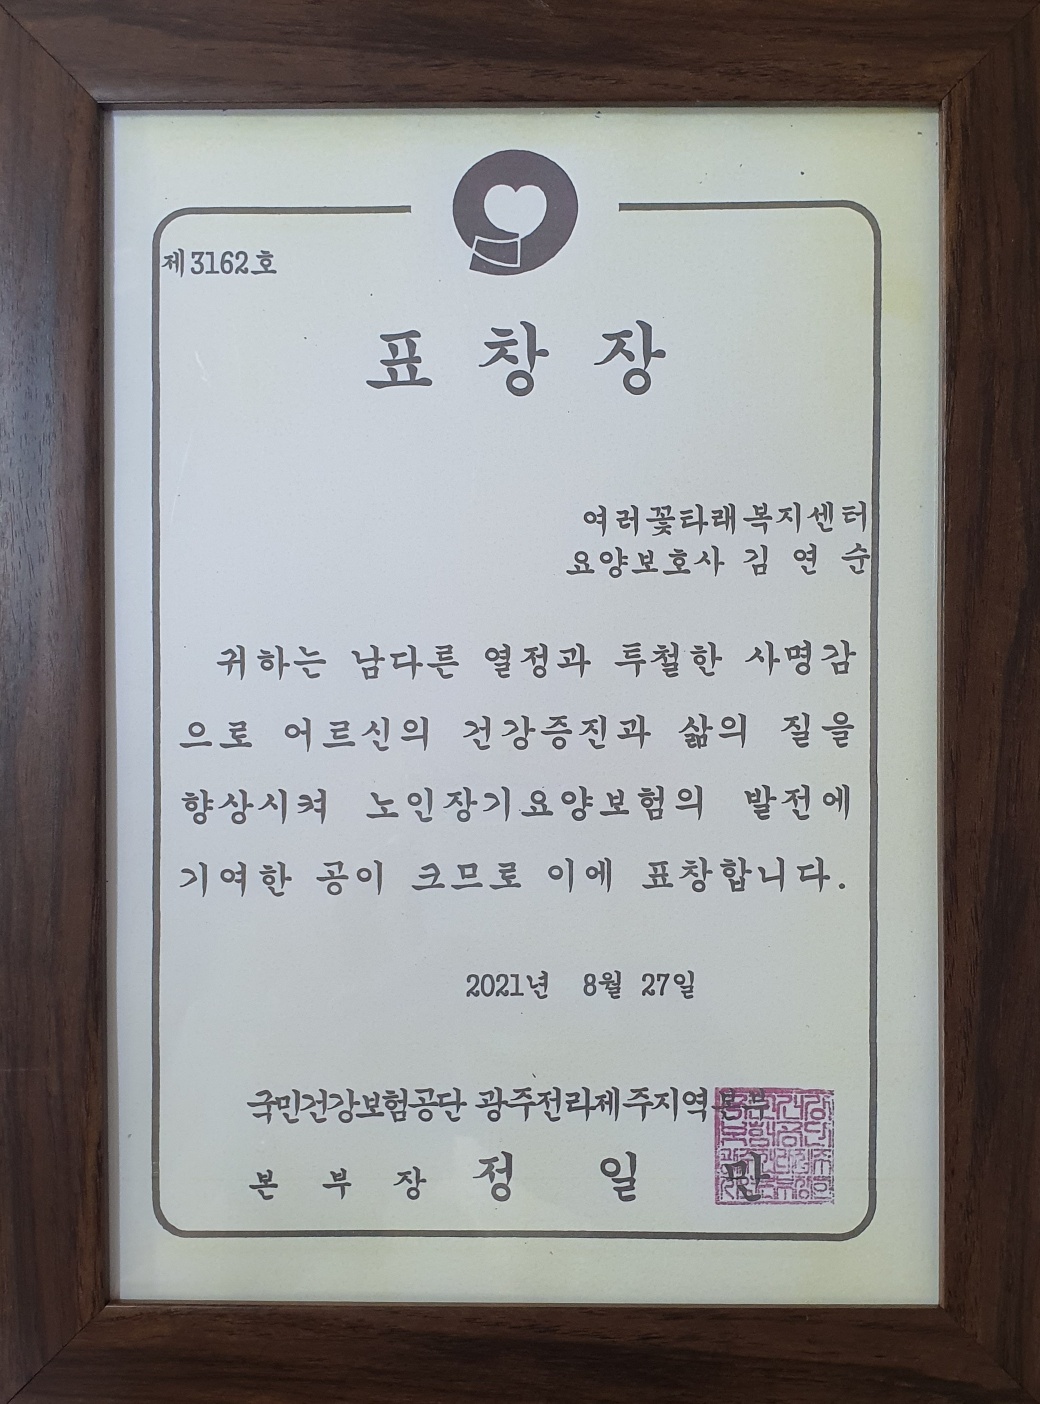 제3162호
표 창 장
여러꽃타래복지센터
요양보호사 김 연 순
귀하는 남다른 열정과 투철한 사명감
으로 어르신의 건강증진과 삶의 질을
향상시켜 노인장기요양보험의 발전에
기여한 공이 크므로 이에 표창합니다.
2021년 8월 27일
국민건강보험공단 광주전라제주지역본부
본 부 장 정 일 만